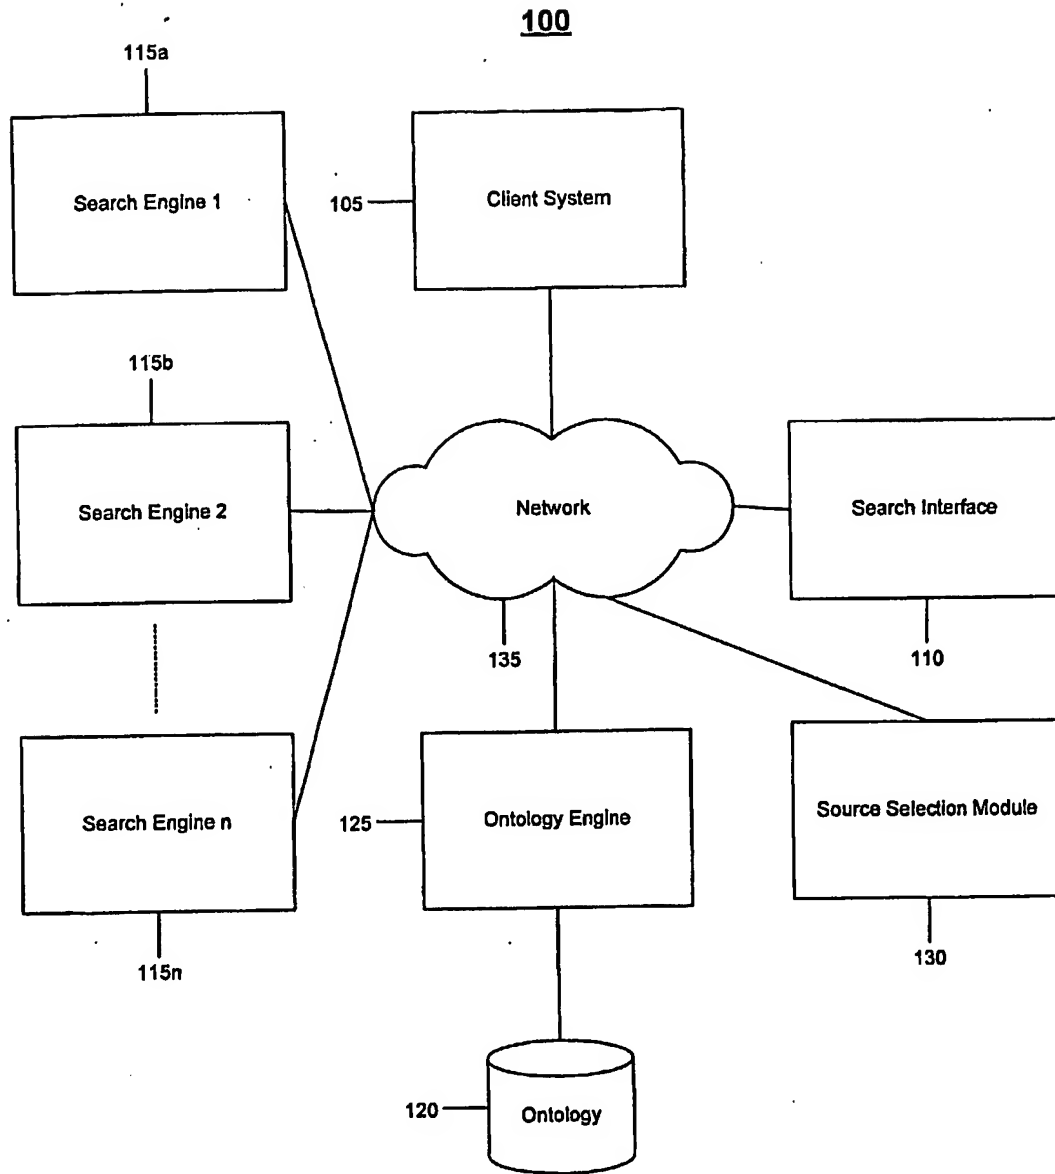 100
115a
Search Engine 1
105
Client System
115b
Search Engine 2
Network
Search Interface
135
110
Search Engine n
125
Ontology Engine
Source Selection Module
115n
130
120
Ontology